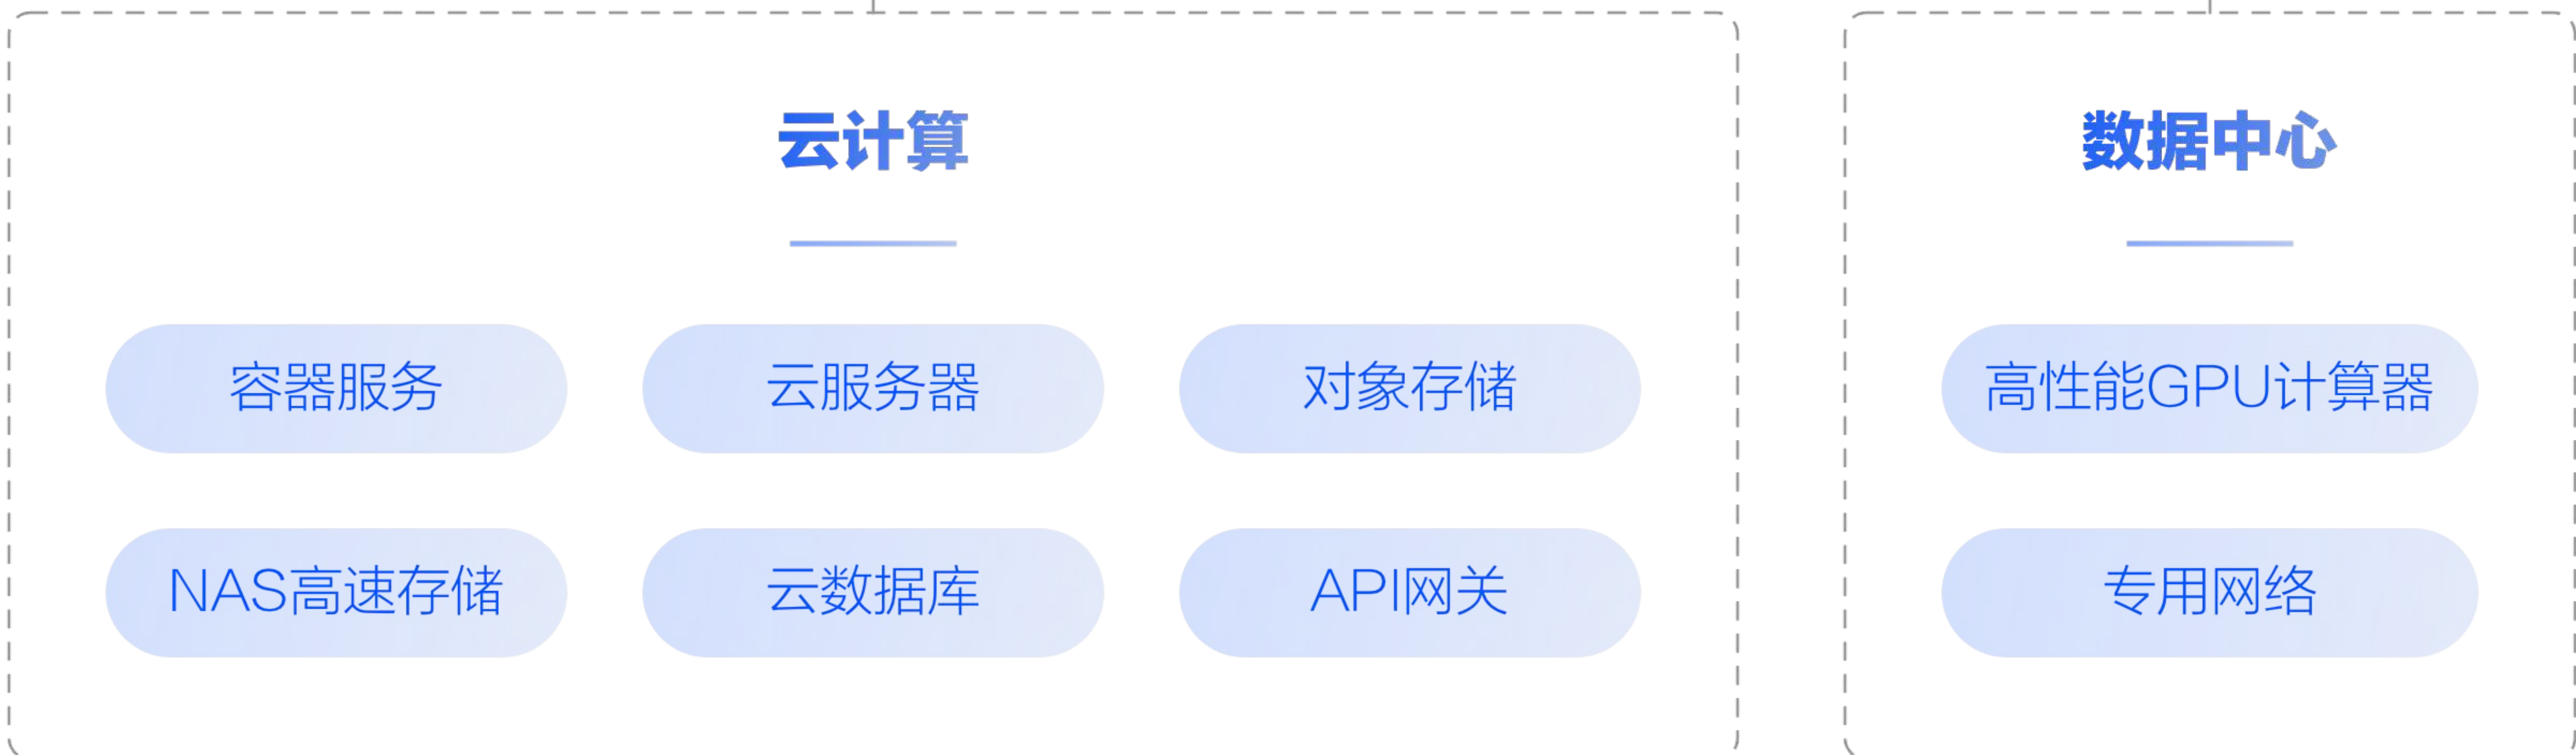 云计算
容器服务
云服务器
对象存储
NAS高速存储
云数据库
API网关
数据中心
高性能GPU计算器
专用网络